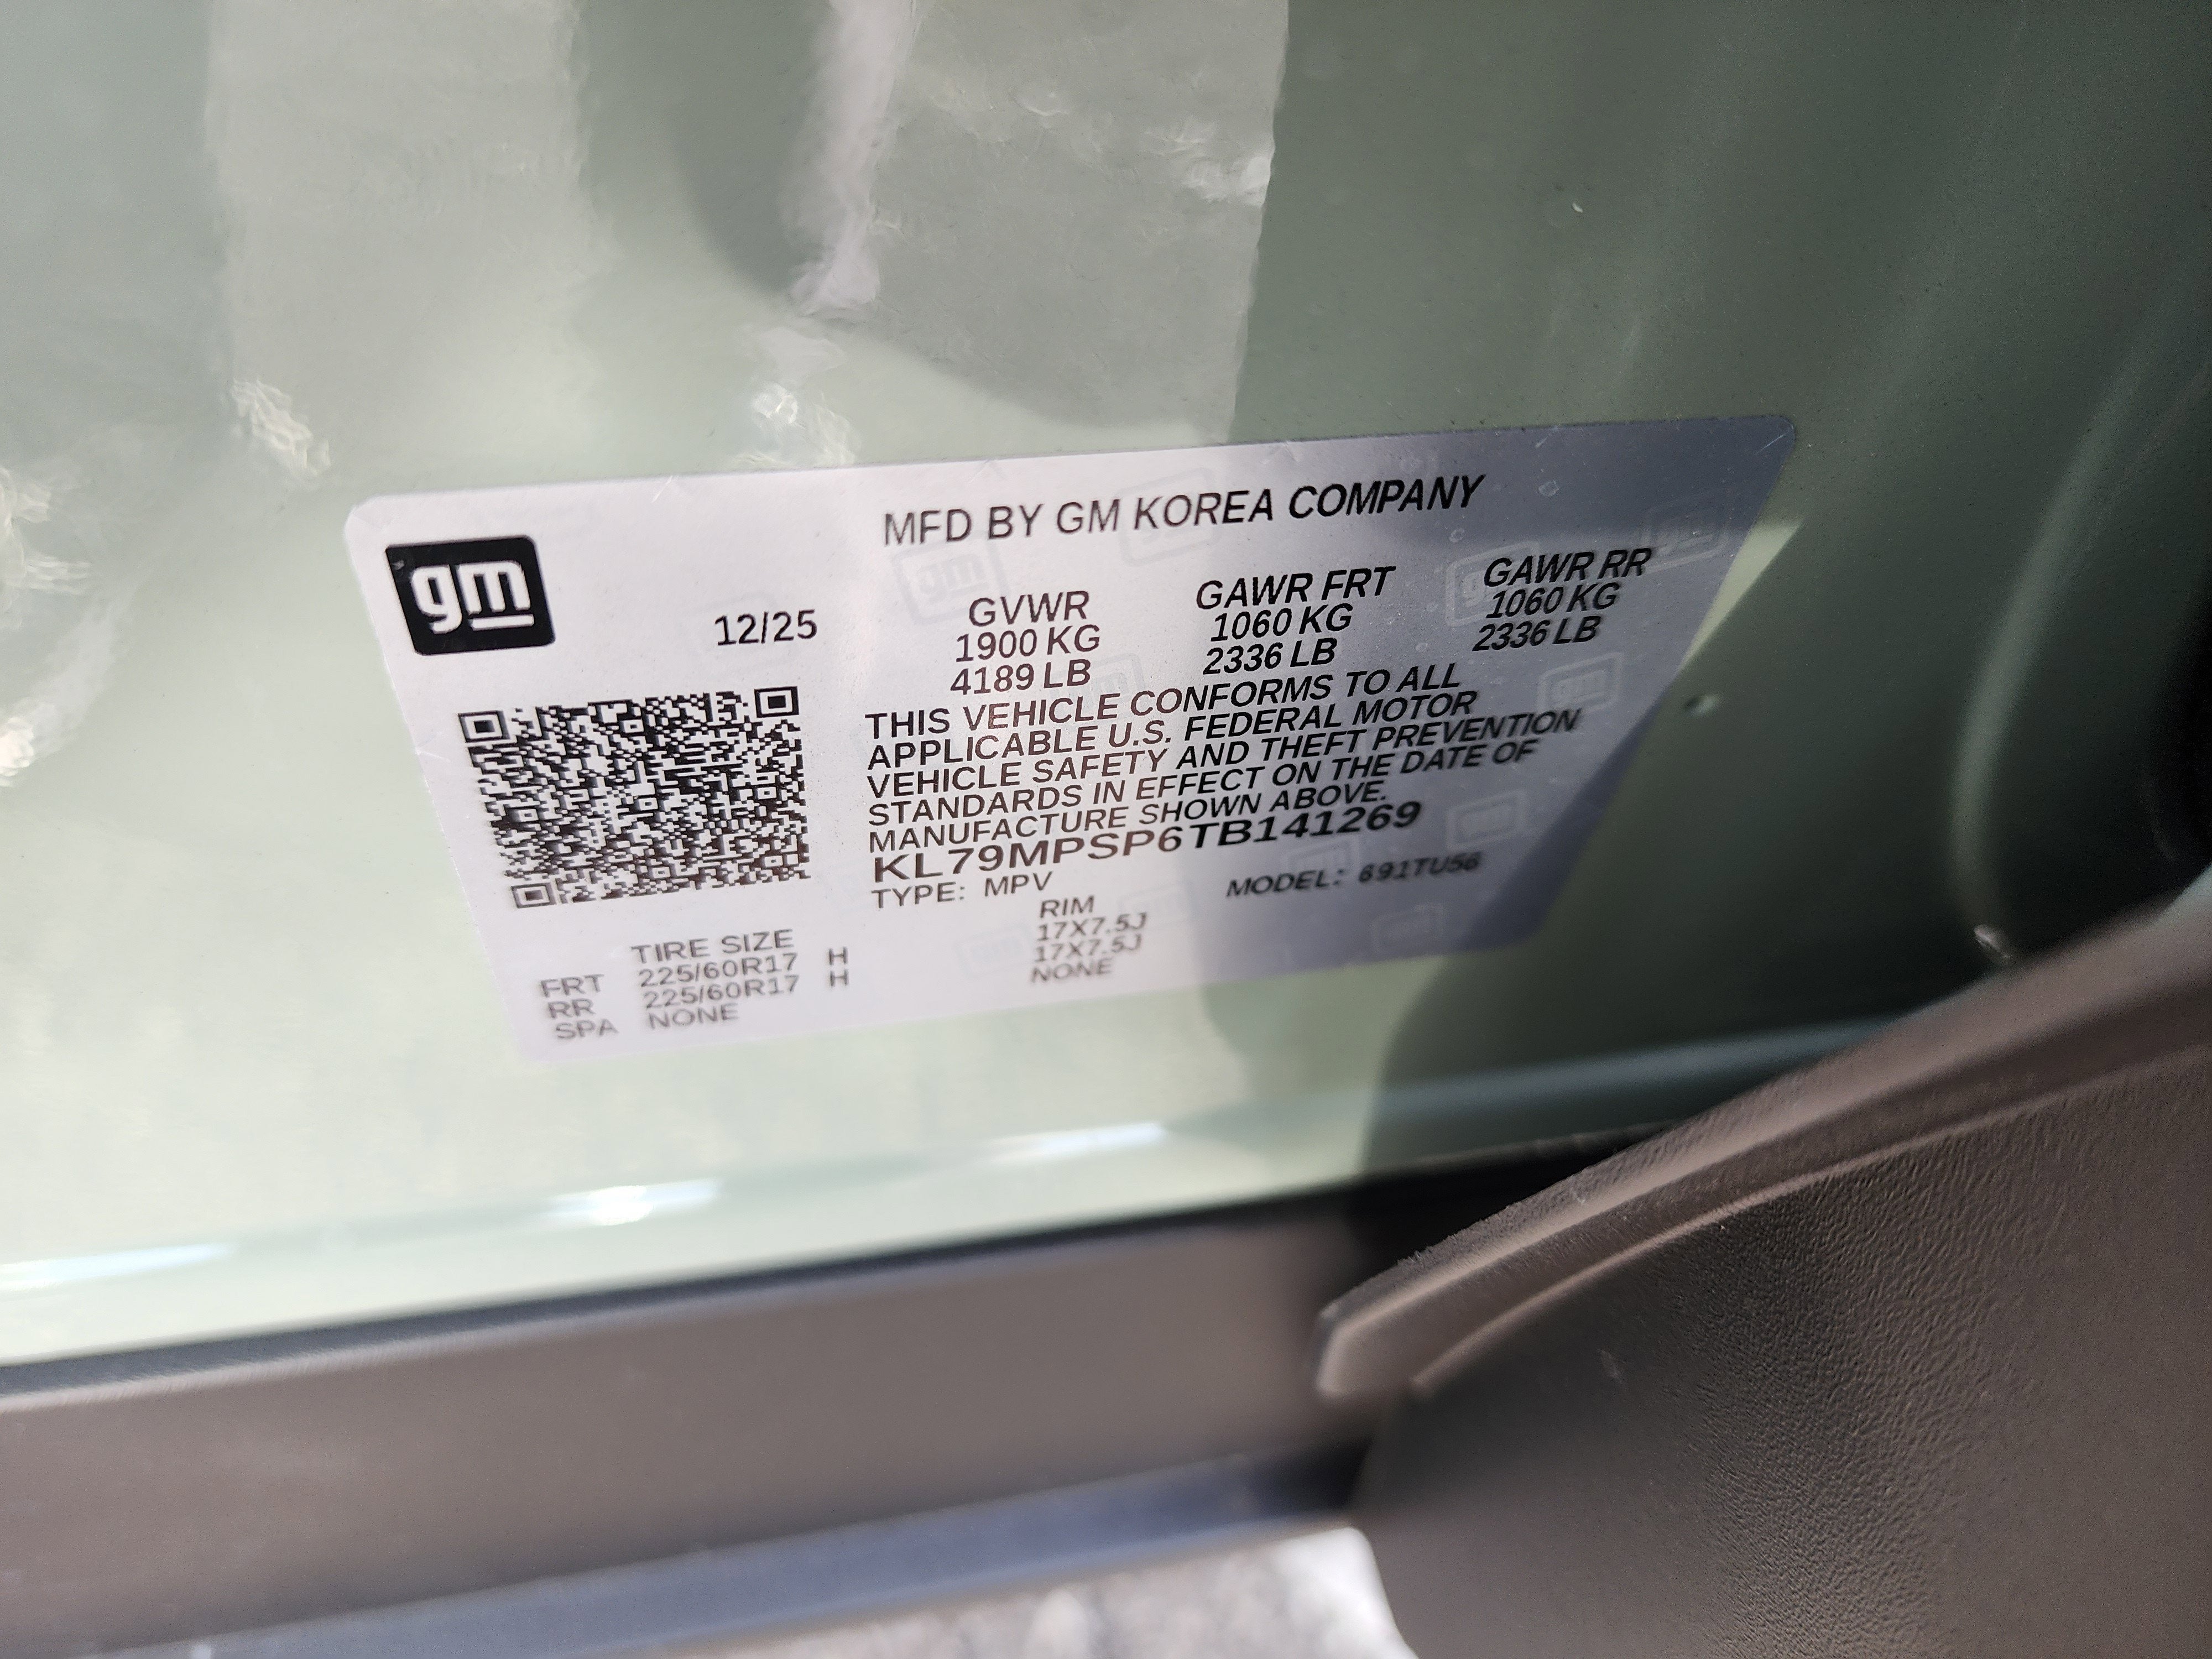 gm
MFD BY GM KOREA COMPANY
12/25
GVWR GAWR FRT GAWR RR
1900 KG 1060 KG 1060 KG
4189 LB 2336 LB 2336 LB
THIS VEHICLE CONFORMS TO ALL
APPLICABLE U.S. FEDERAL MOTOR
VEHICLE SAFETY AND THEFT PREVENTION
STANDARDS IN EFFECT ON THE DATE OF
MANUFACTURE SHOWN ABOVE.
KL79MPSP6TB141269
TYPE: MPV MODEL: 691TU56
TIRE SIZE RIM
FRT 225/60R17 H 17X7.5J
RR 225/60R17 H 17X7.5J
SPA NONE NONE